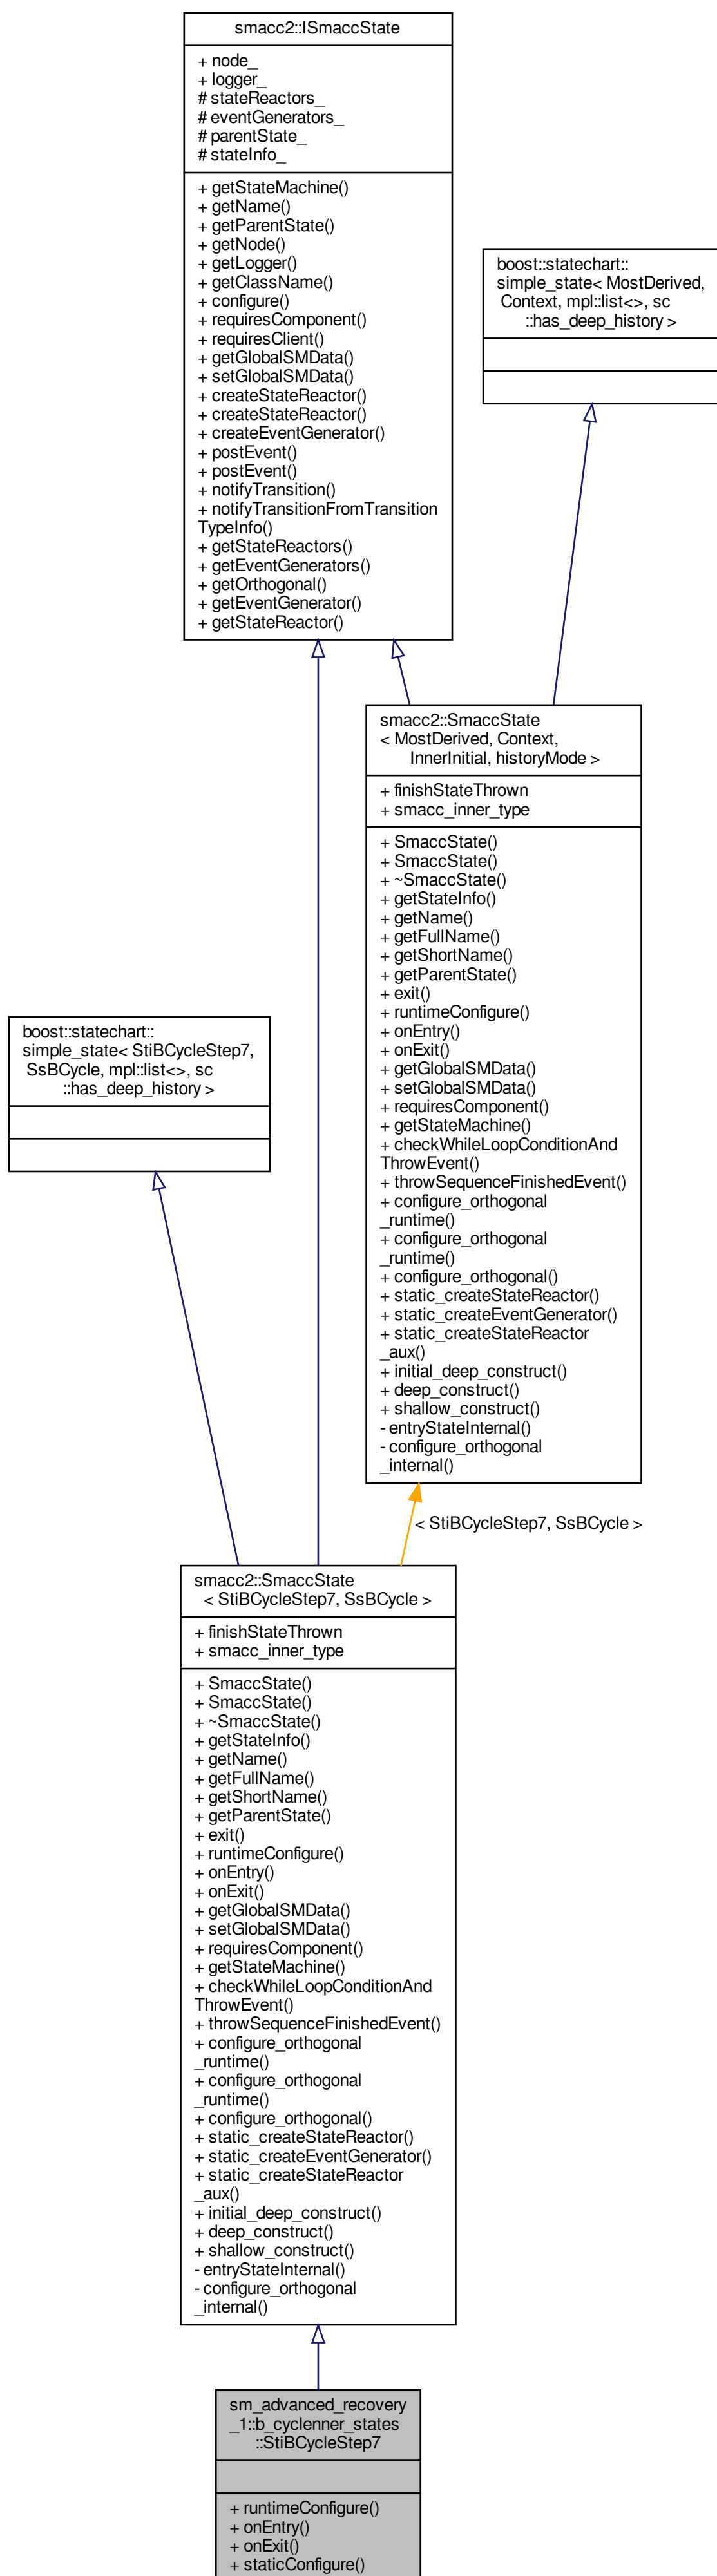 smacc2::ISmaccState
+ node_
+ logger_
# stateReactors_
# eventGenerators_
# parentState_
# stateInfo_
+ getStateMachine()
+ getName()
+ getParentState()
+ getNode()
+ getLogger()
+ getClassName()
+ configure()
+ requiresComponent()
+ requiresClient()
+ getGlobalSMData()
+ setGlobalSMData()
+ createStateReactor()
+ createStateReactor()
+ createEventGenerator()
+ postEvent()
+ postEvent()
+ notifyTransition()
+ notifyTransitionFromTransition
TypeInfo()
+ getStateReactors()
+ getEventGenerators()
+ getOrthogonal()
+ getEventGenerator()
+ getStateReactor()
boost::statechart::
simple_state< MostDerived,
Context, mpl::list<>, sc
::has_deep_history >
smacc2::SmaccState
< MostDerived, Context,
InnerInitial, historyMode >
+ finishStateThrown
+ smacc_inner_type
+ SmaccState()
+ SmaccState()
+ ~SmaccState()
+ getStateInfo()
+ getName()
+ getFullName()
+ getShortName()
+ getParentState()
+ exit()
+ runtimeConfigure()
+ onEntry()
+ onExit()
+ getGlobalSMData()
+ setGlobalSMData()
+ requiresComponent()
+ getStateMachine()
+ checkWhileLoopConditionAnd
ThrowEvent()
+ throwSequenceFinishedEvent()
+ configure_orthogonal
_runtime()
+ configure_orthogonal
_runtime()
+ configure_orthogonal()
+ static_createStateReactor()
+ static_createEventGenerator()
+ static_createStateReactor
_aux()
+ initial_deep_construct()
+ deep_construct()
+ shallow_construct()
- entryStateInternal()
- configure_orthogonal
_internal()
boost::statechart::
simple_state< StiBCycleStep7,
SsBCycle, mpl::list<>, sc
::has_deep_history >
< StiBCycleStep7, SsBCycle >
smacc2::SmaccState
< StiBCycleStep7, SsBCycle >
+ finishStateThrown
+ smacc_inner_type
+ SmaccState()
+ SmaccState()
+ ~SmaccState()
+ getStateInfo()
+ getName()
+ getFullName()
+ getShortName()
+ getParentState()
+ exit()
+ runtimeConfigure()
+ onEntry()
+ onExit()
+ getGlobalSMData()
+ setGlobalSMData()
+ requiresComponent()
+ getStateMachine()
+ checkWhileLoopConditionAnd
ThrowEvent()
+ throwSequenceFinishedEvent()
+ configure_orthogonal
_runtime()
+ configure_orthogonal
_runtime()
+ configure_orthogonal()
+ static_createStateReactor()
+ static_createEventGenerator()
+ static_createStateReactor
_aux()
+ initial_deep_construct()
+ deep_construct()
+ shallow_construct()
- entryStateInternal()
- configure_orthogonal
_internal()
sm_advanced_recovery
_1::b_cyclenner_states
::StiBCycleStep7
+ runtimeConfigure()
+ onEntry()
+ onExit()
+ staticConfigure()